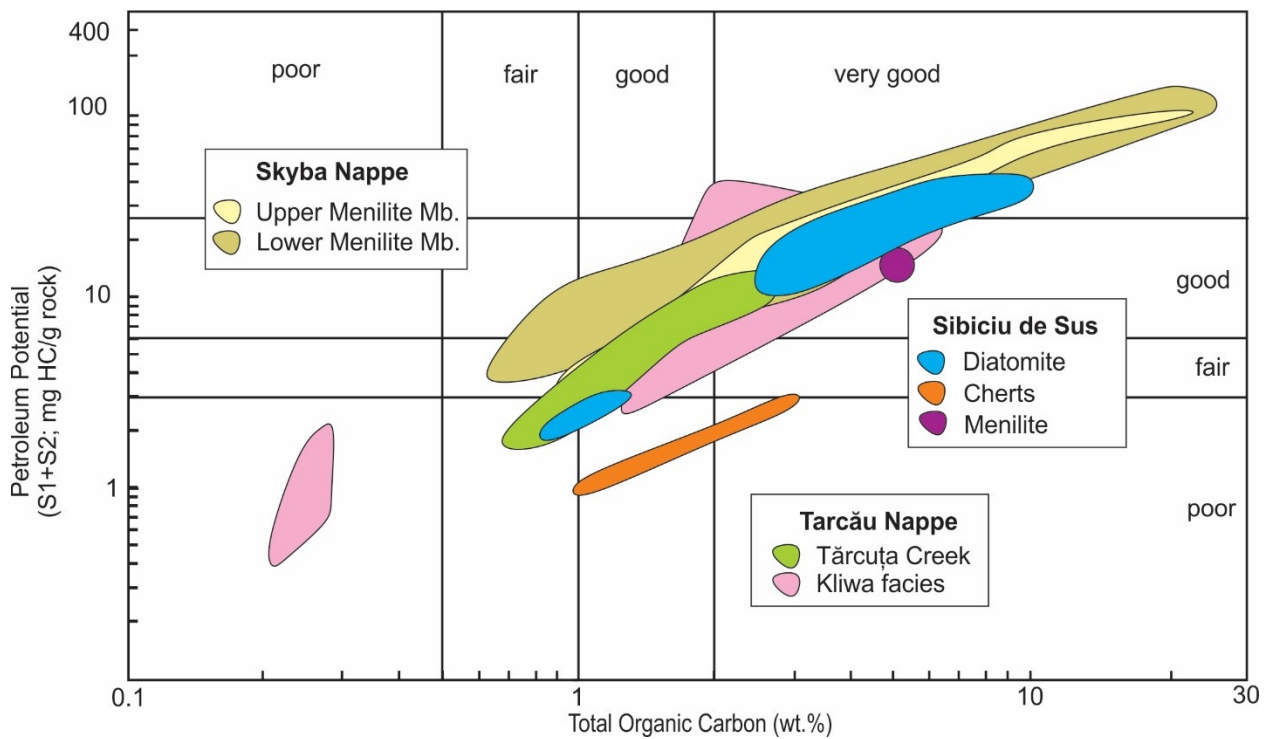 400
100
10
1
Petroleum Potential
(S1+S2; mg HC/g rock)
poor
fair
good
very good
Skyba Nappe
Upper Menilite Mb.
Lower Menilite Mb.
good
fair
poor
Sibiciu de Sus
Diatomite
Cherts
Menilite
Tarcău Nappe
Tărcuța Creek
Kliwa facies
0.1
1
10
30
Total Organic Carbon (wt.%)